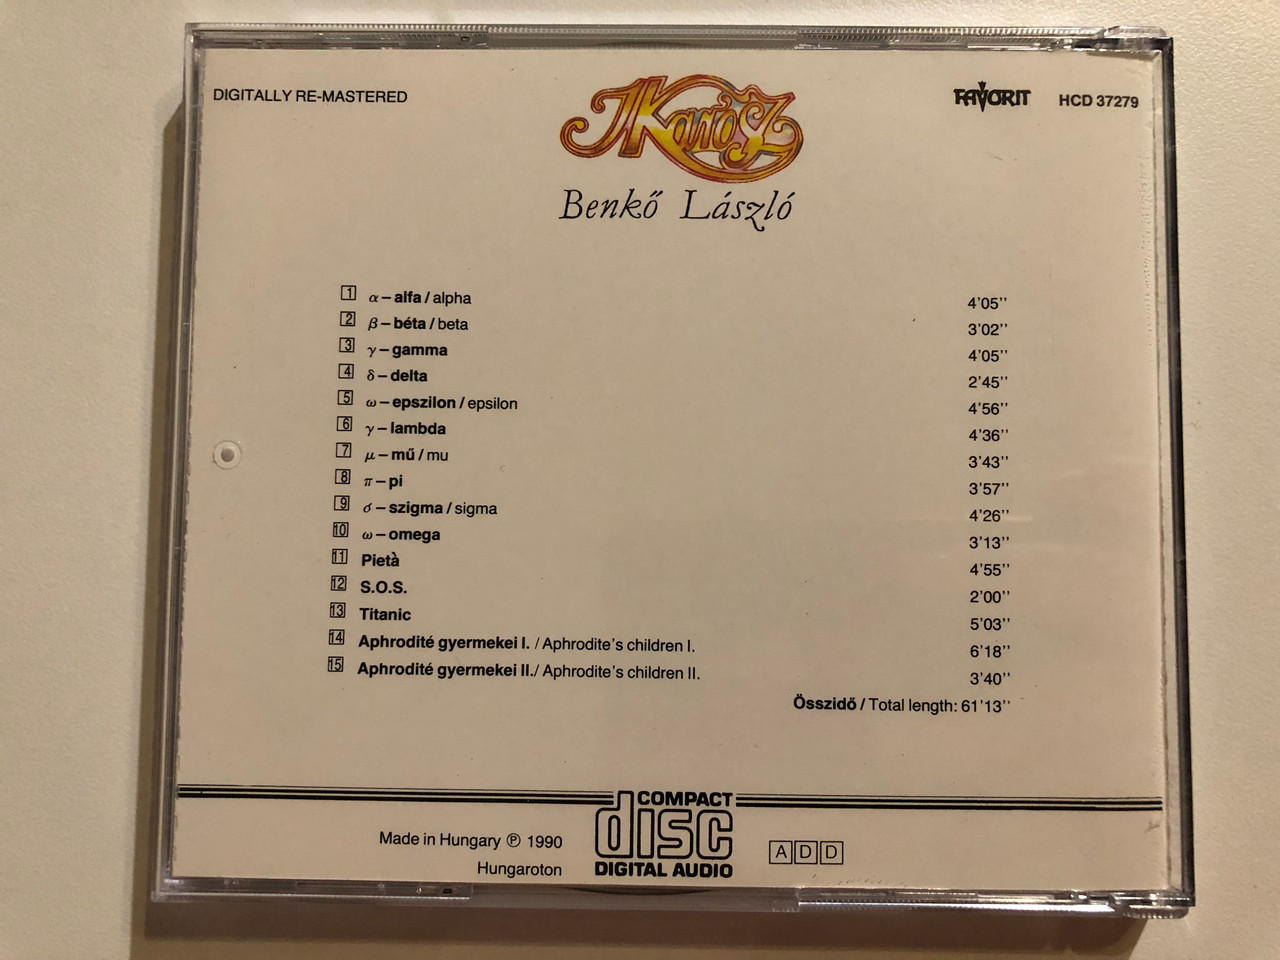 DIGITALLY RE-MASTERED
Ikarosz
FAVORIT HCD 37279
Benkő László
1 α – alfa / alpha 4'05''
2 β – béta / beta 3'02''
3 γ – gamma 4'05''
4 δ – delta 2'45''
5 ω – epszilon / epsilon 4'56''
6 γ – lambda 4'36''
7 μ – mű / mu 3'43''
8 π – pi 3'57''
9 σ – szigma / sigma 4'26''
10 ω – omega 3'13''
11 Pietà 4'55''
12 S.O.S. 2'00''
13 Titanic 5'03''
14 Aphrodité gyermekei I. / Aphrodite's children I. 6'18''
15 Aphrodité gyermekei II./ Aphrodite's children II. 3'40''
Összidő / Total length: 61'13''
COMPACT
disc
DIGITAL AUDIO
Made in Hungary ℗ 1990
Hungaroton
ADD